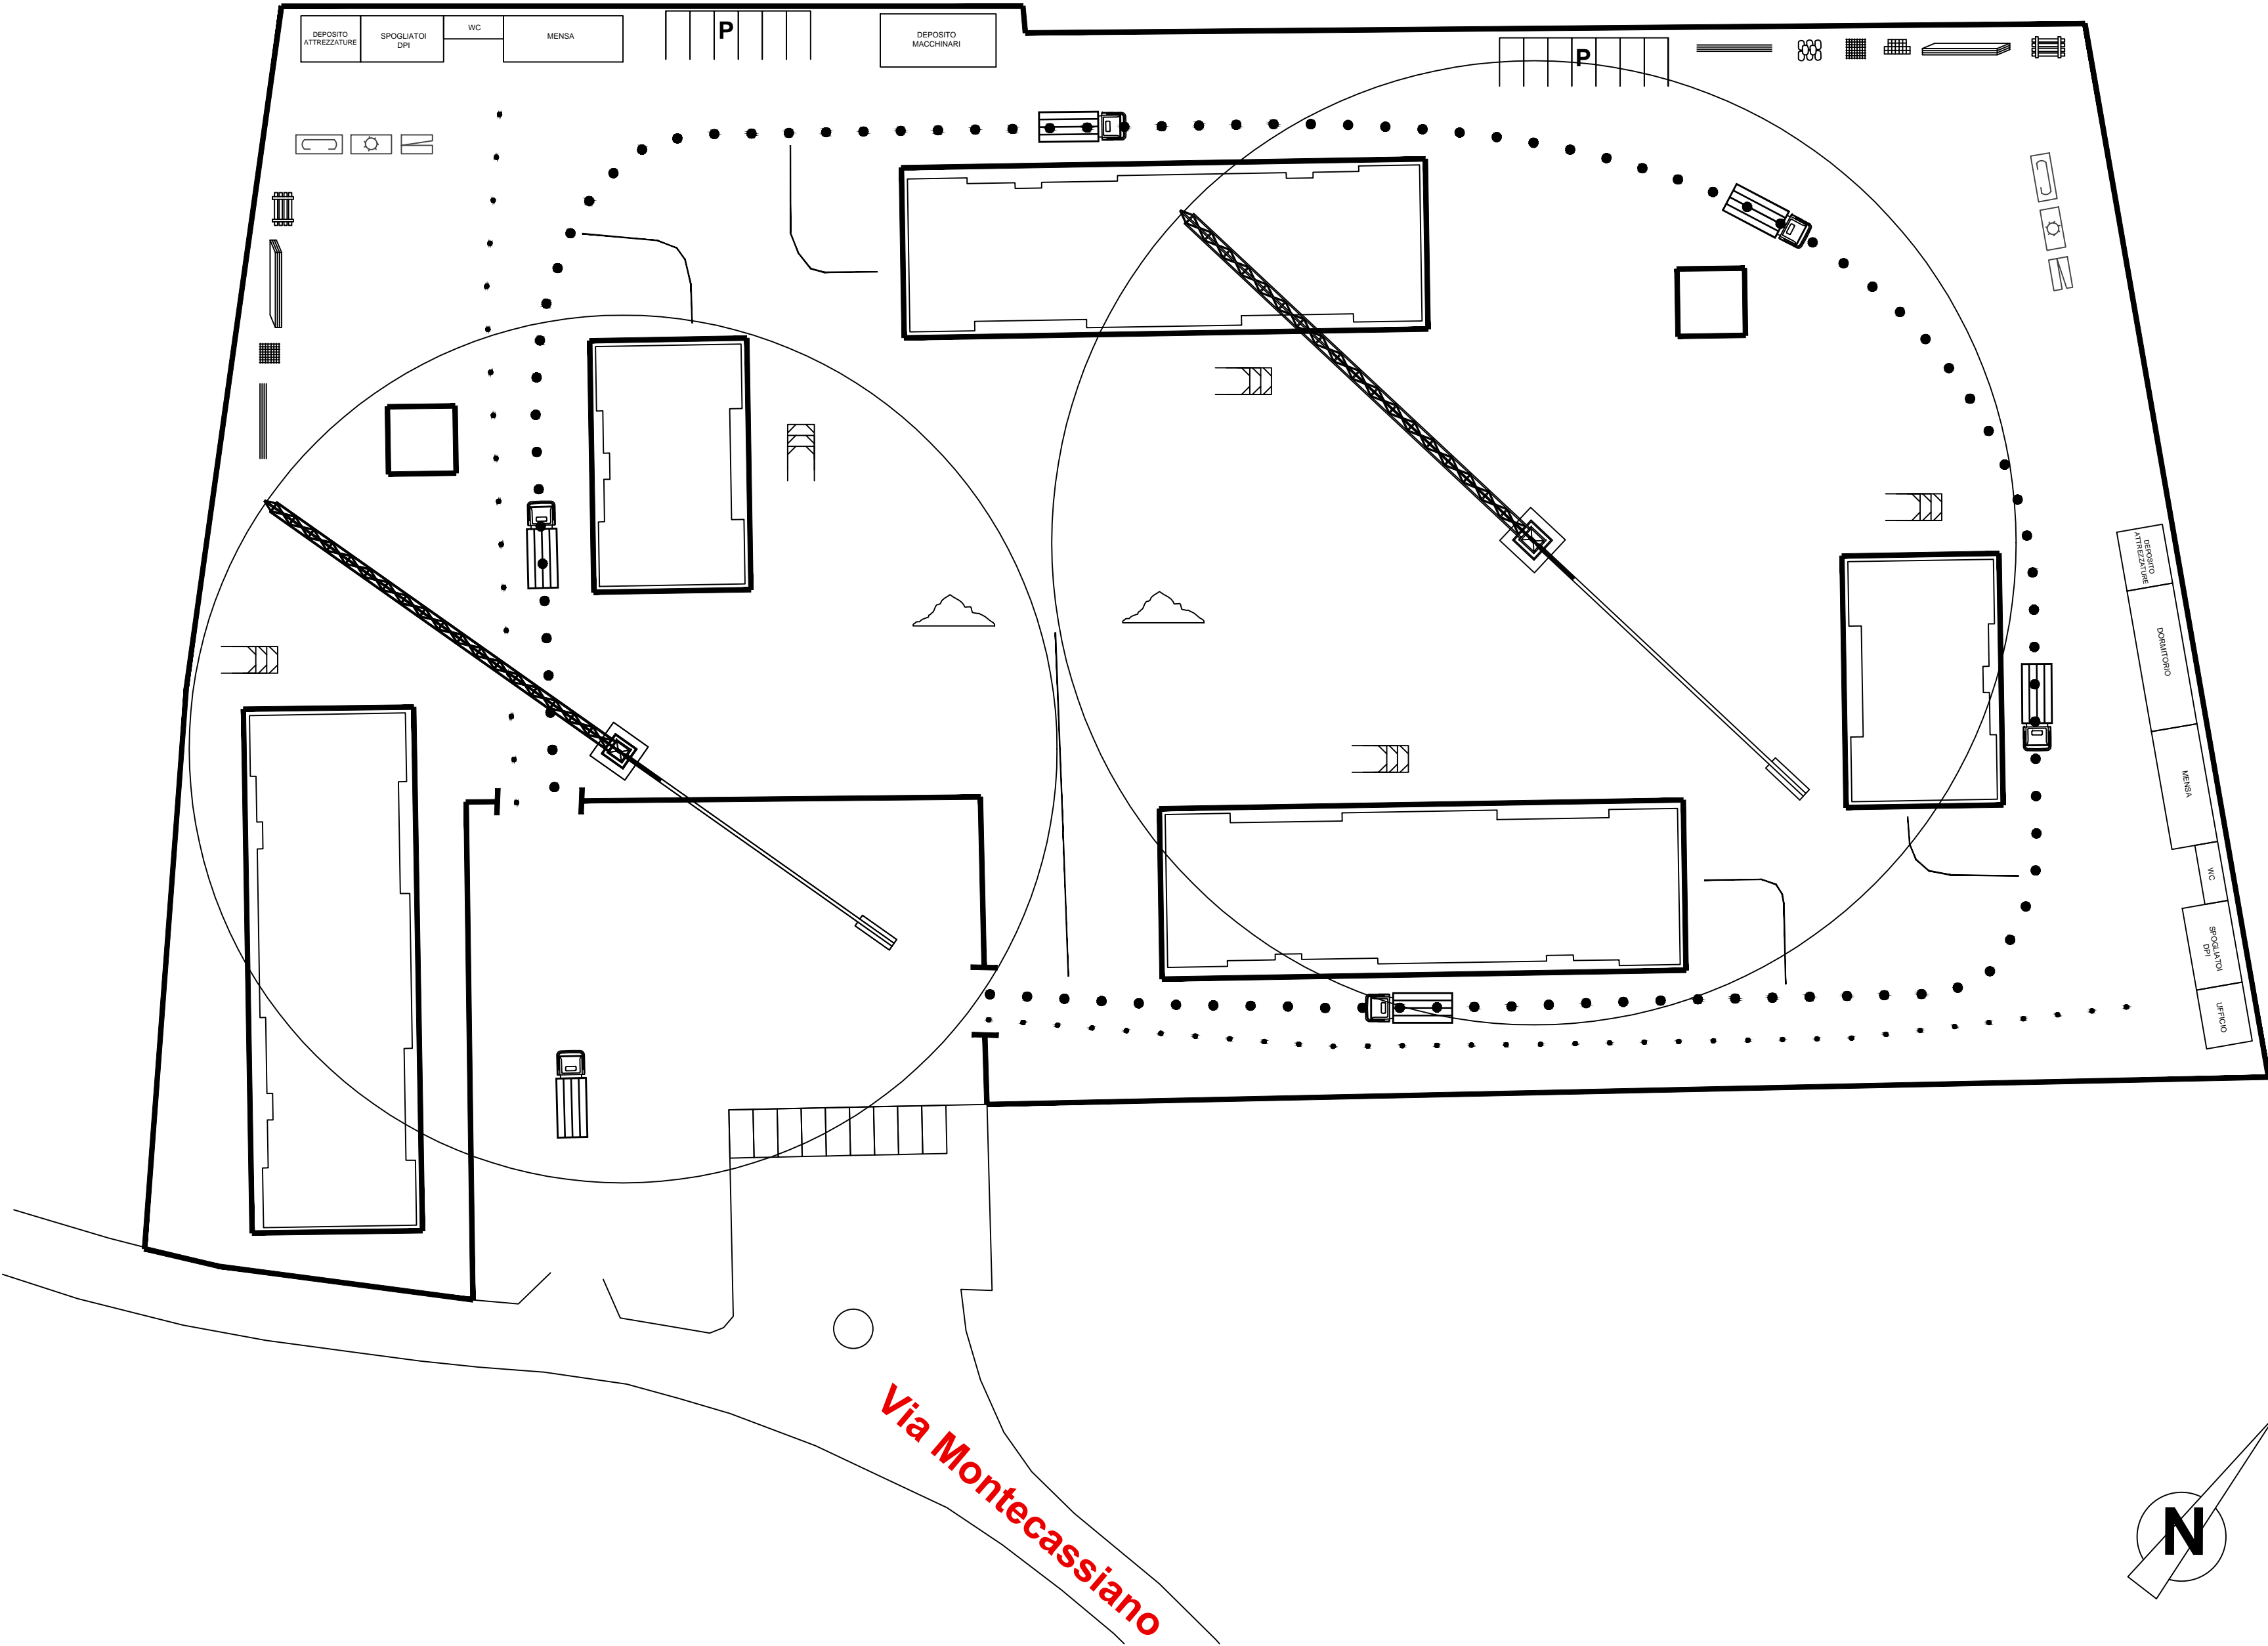 DEPOSITO
ATTREZZATURE
SPOGLIATOI
DPI
WC
MENSA
P
DEPOSITO
MACCHINARI
P
DEPOSITO
ATTREZZATURE
DORMITORIO
MENSA
WC
SPOGLIATOI
DPI
UFFICIO
Via Montecassiano
N